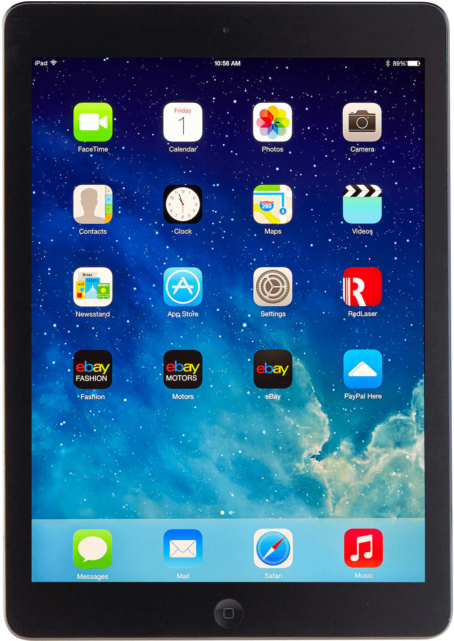 iPad
10:56 AM
89%
FaceTime
Friday
1
Calendar
Photos
Camera
Contacts
Clock
280
Maps
Videos
Newsstand
App Store
Settings
R
RedLaser
ebay
FASHION
Fashion
ebay
MOTORS
Motors
ebay
eBay
PayPal Here
Messages
Mail
Safari
Music